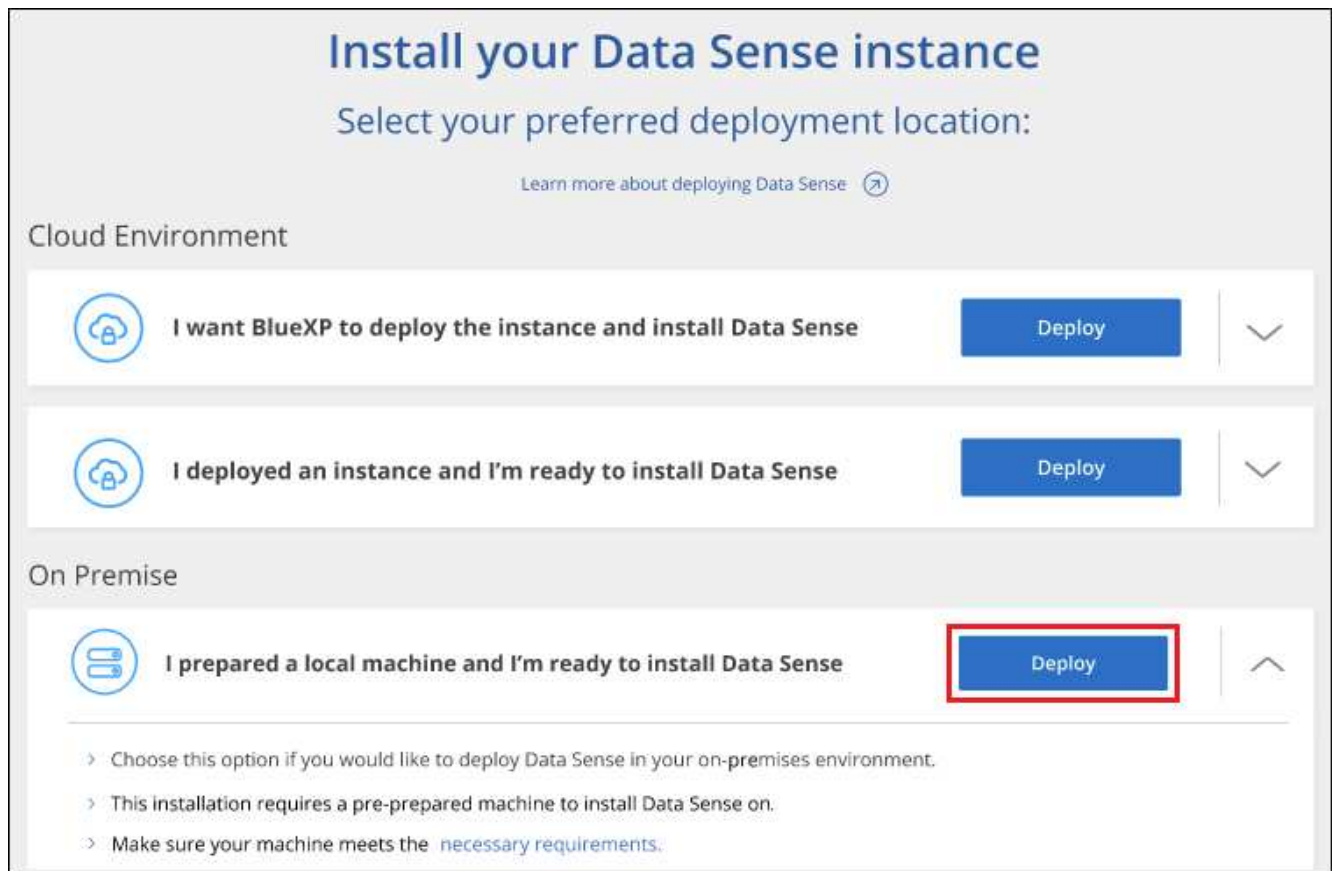 Install your Data Sense instance
Select your preferred deployment location:
Learn more about deploying Data Sense
Cloud Environment
I want BlueXP to deploy the instance and install Data Sense
Deploy
I deployed an instance and I’m ready to install Data Sense
Deploy
On Premise
I prepared a local machine and I’m ready to install Data Sense
Deploy
Choose this option if you would like to deploy Data Sense in your on-premises environment.
This installation requires a pre-prepared machine to install Data Sense on.
Make sure your machine meets the necessary requirements.